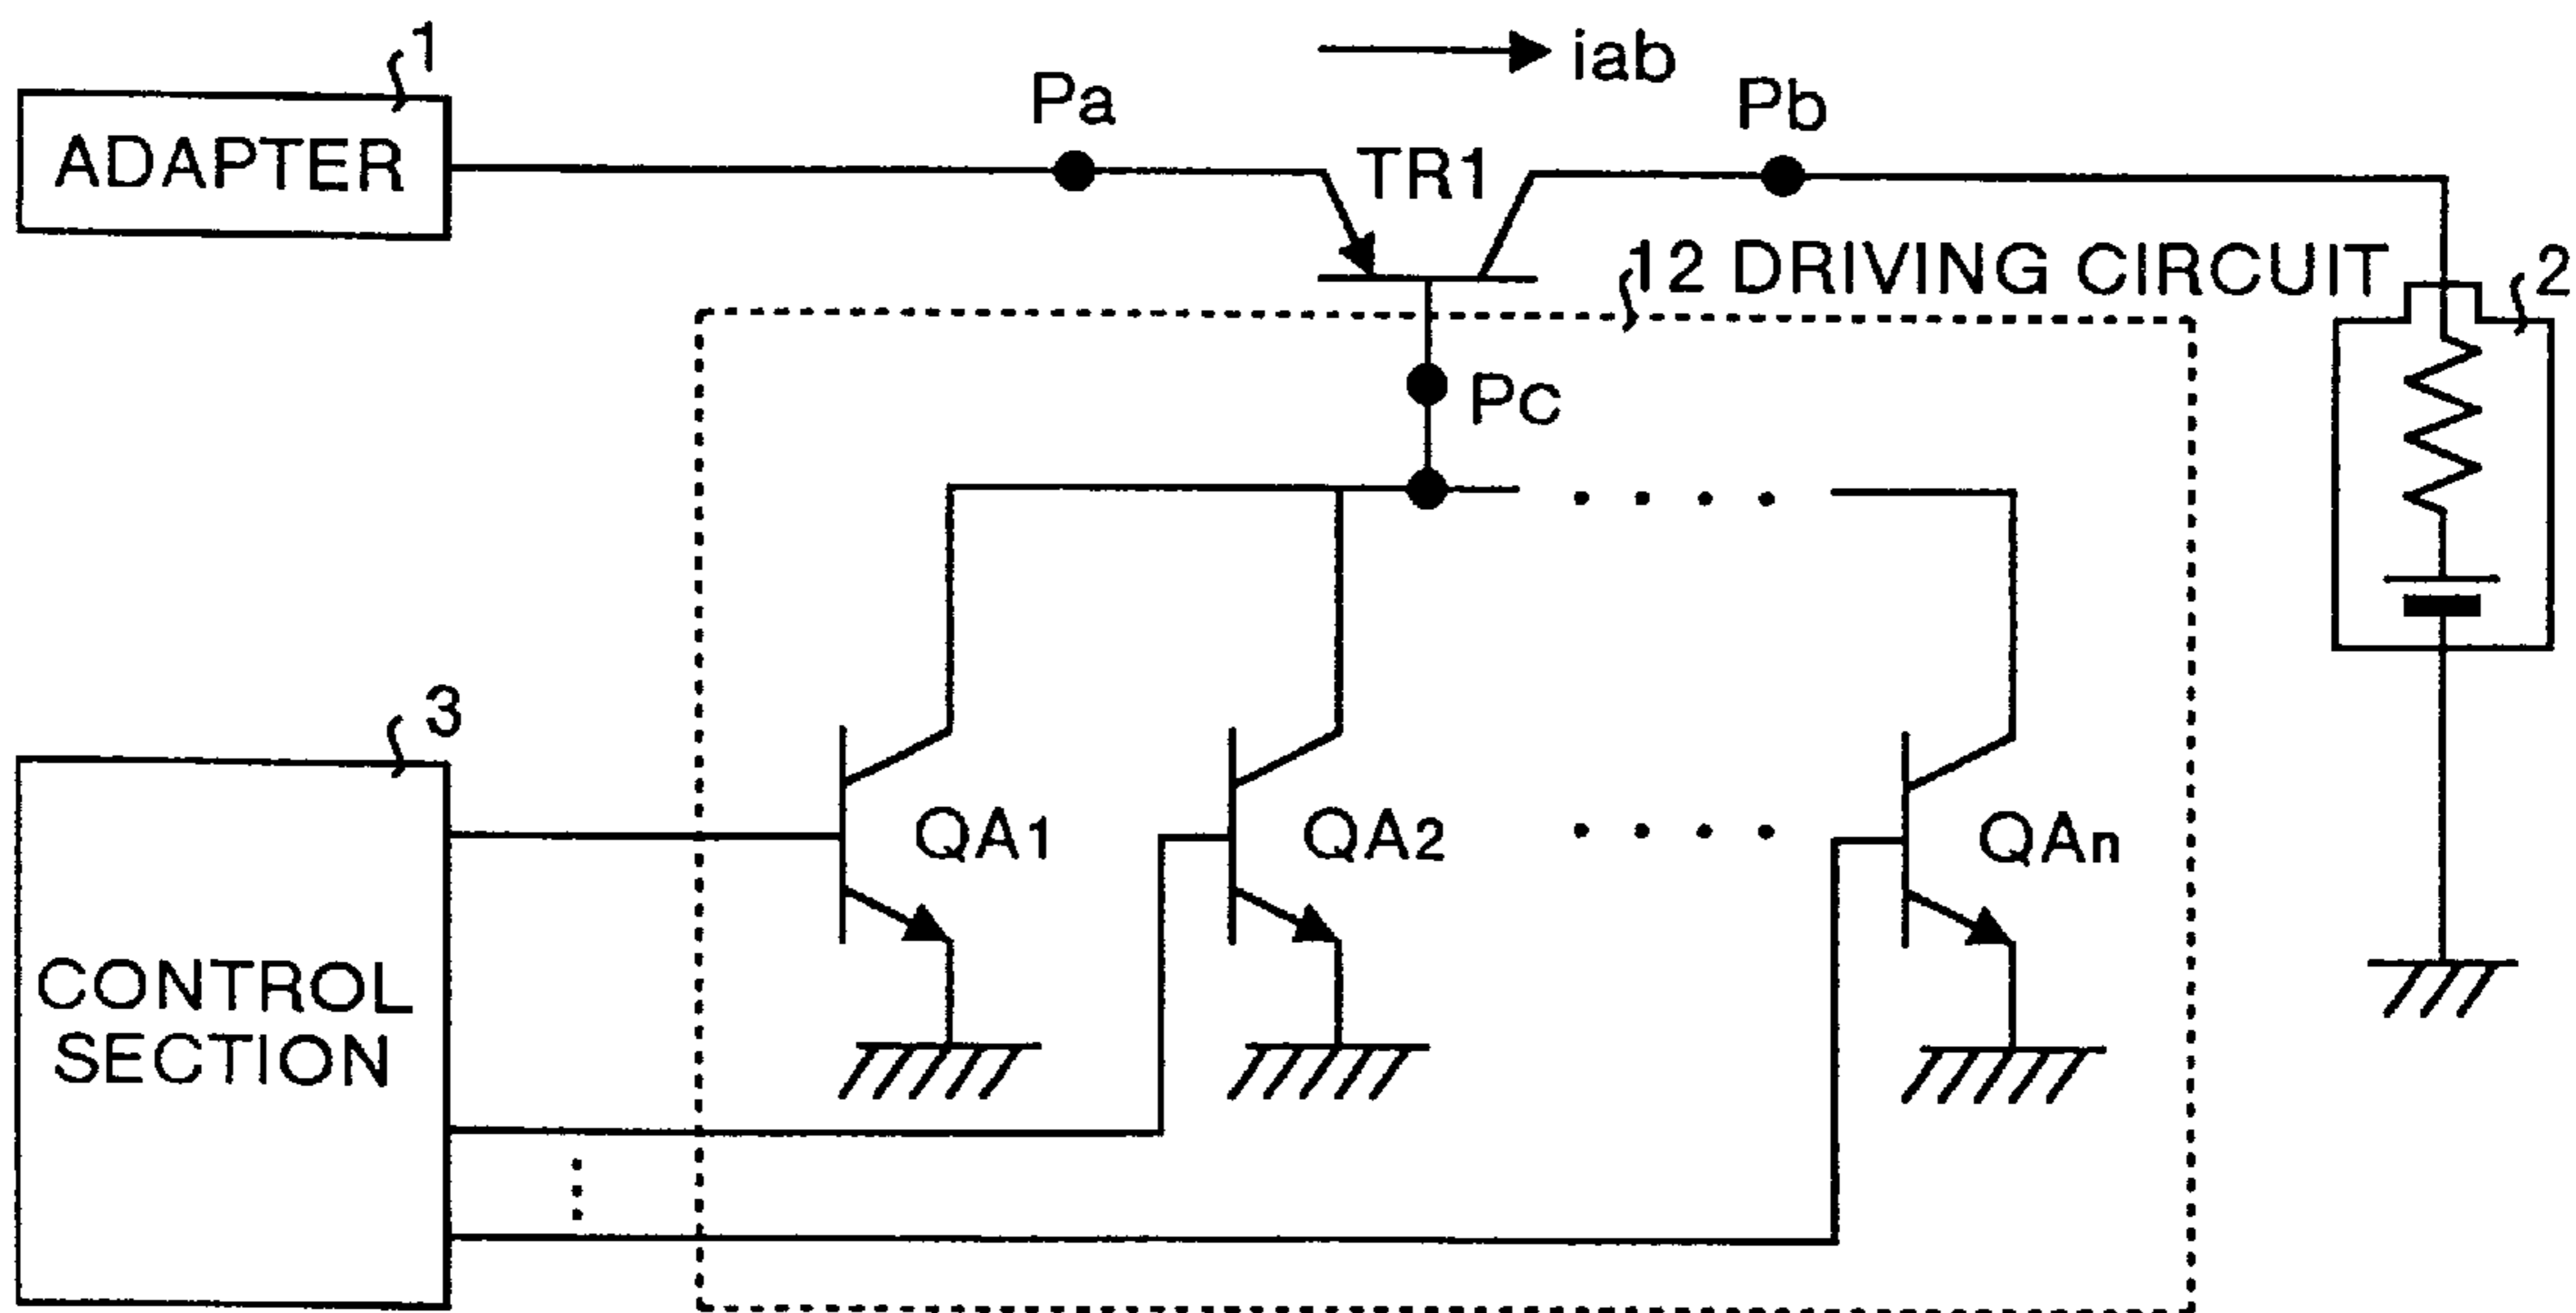 1
ADAPTER
Pa
iab
Pb
TR1
12 DRIVING CIRCUIT
2
Pc
3
CONTROL
SECTION
QA1
QA2
QAn